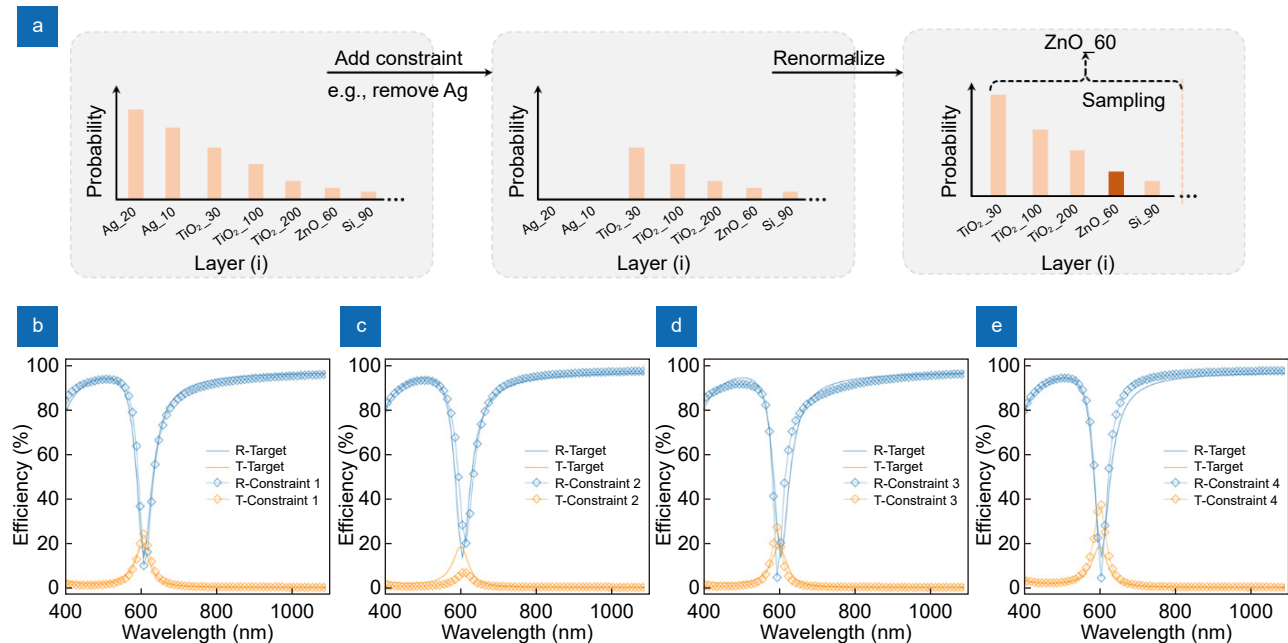 a
Add constraint
e.g., remove Ag
Renormalize
ZnO_60
Sampling
Probability
Ag_20
Ag_10
TiO₂_30
TiO₂_100
TiO₂_200
ZnO_60
Si_90
...
Layer (i)
Ag_20
Ag_10
TiO₂_30
TiO₂_100
TiO₂_200
ZnO_60
Si_90
...
Layer (i)
Probability
Probability
TiO₂_30
TiO₂_100
TiO₂_200
ZnO_60
Si_90
...
Layer (i)
b
Efficiency (%)
100
80
60
40
20
0
R-Target
T-Target
R-Constraint 1
T-Constraint 1
400
600
800
1000
Wavelength (nm)
c
Efficiency (%)
100
80
60
40
20
0
R-Target
T-Target
R-Constraint 2
T-Constraint 2
400
600
800
1000
Wavelength (nm)
d
Efficiency (%)
100
80
60
40
20
0
R-Target
T-Target
R-Constraint 3
T-Constraint 3
400
600
800
1000
Wavelength (nm)
e
Efficiency (%)
100
80
60
40
20
0
R-Target
T-Target
R-Constraint 4
T-Constraint 4
400
600
800
1000
Wavelength (nm)